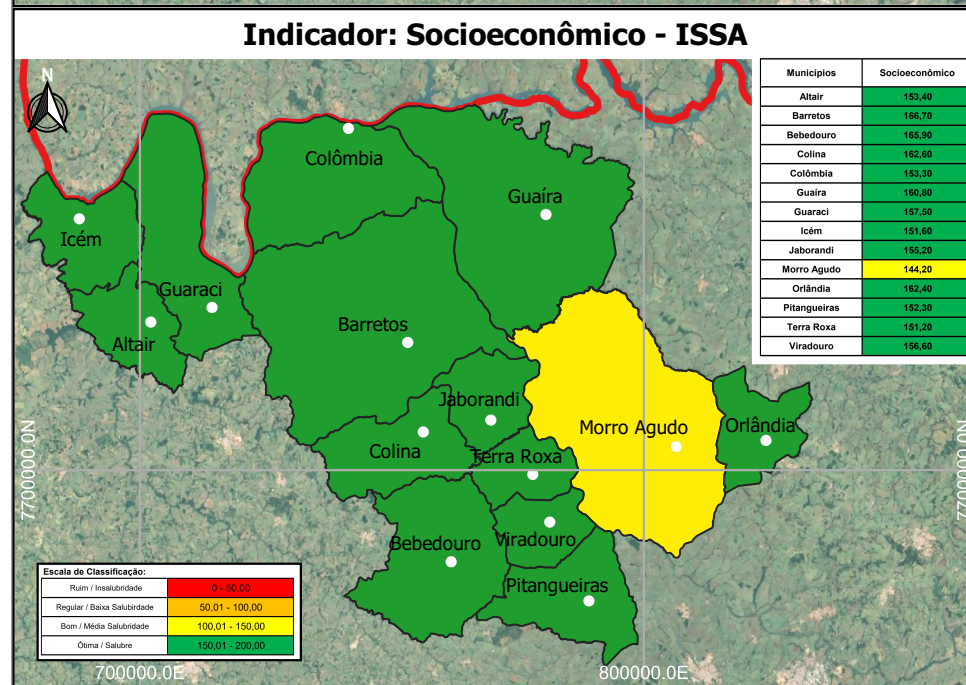 Indicador: Socioeconômico - ISSA
N
Municípios Socioeconômico
Altair 153,40
Barretos 166,70
Bebedouro 165,90
Colina 162,60
Colômbia 153,30
Guaíra 160,80
Guaraci 157,50
Icém 151,60
Jaborandi 155,20
Morro Agudo 144,20
Orlândia 162,40
Pitangueiras 152,30
Terra Roxa 151,20
Viradouro 156,60
Colômbia
Guaíra
Icém
Guaraci
Altair
Barretos
Jaborandi
Morro Agudo
Orlândia
Colina
Terra Roxa
Bebedouro
Viradouro
Pitangueiras
7700000.0N
7700000.0N
Escala de Classificação:
Ruim / Insalubridade 0 - 50,00
Regular / Baixa Salubirdade 50,01 - 100,00
Bom / Média Salubridade 100,01 - 150,00
Ótima / Salubre 150,01 - 200,00
700000.0E
800000.0E